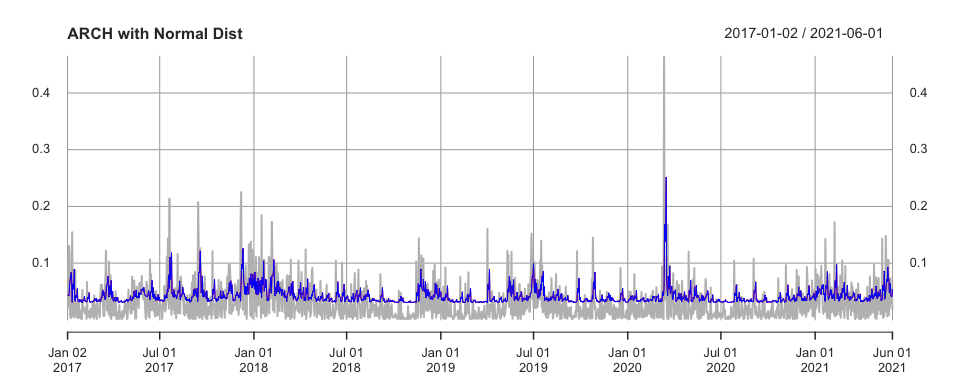 ARCH with Normal Dist 2017-01-02 / 2021-06-01
0.4 0.4
0.3 0.3
0.2 0.2
0.1 0.1
Jan 02 Jul 01 Jan 01 Jul 01 Jan 01 Jul 01 Jan 01 Jul 01 Jan 01 Jun 01
2017 2017 2018 2018 2019 2019 2020 2020 2021 2021